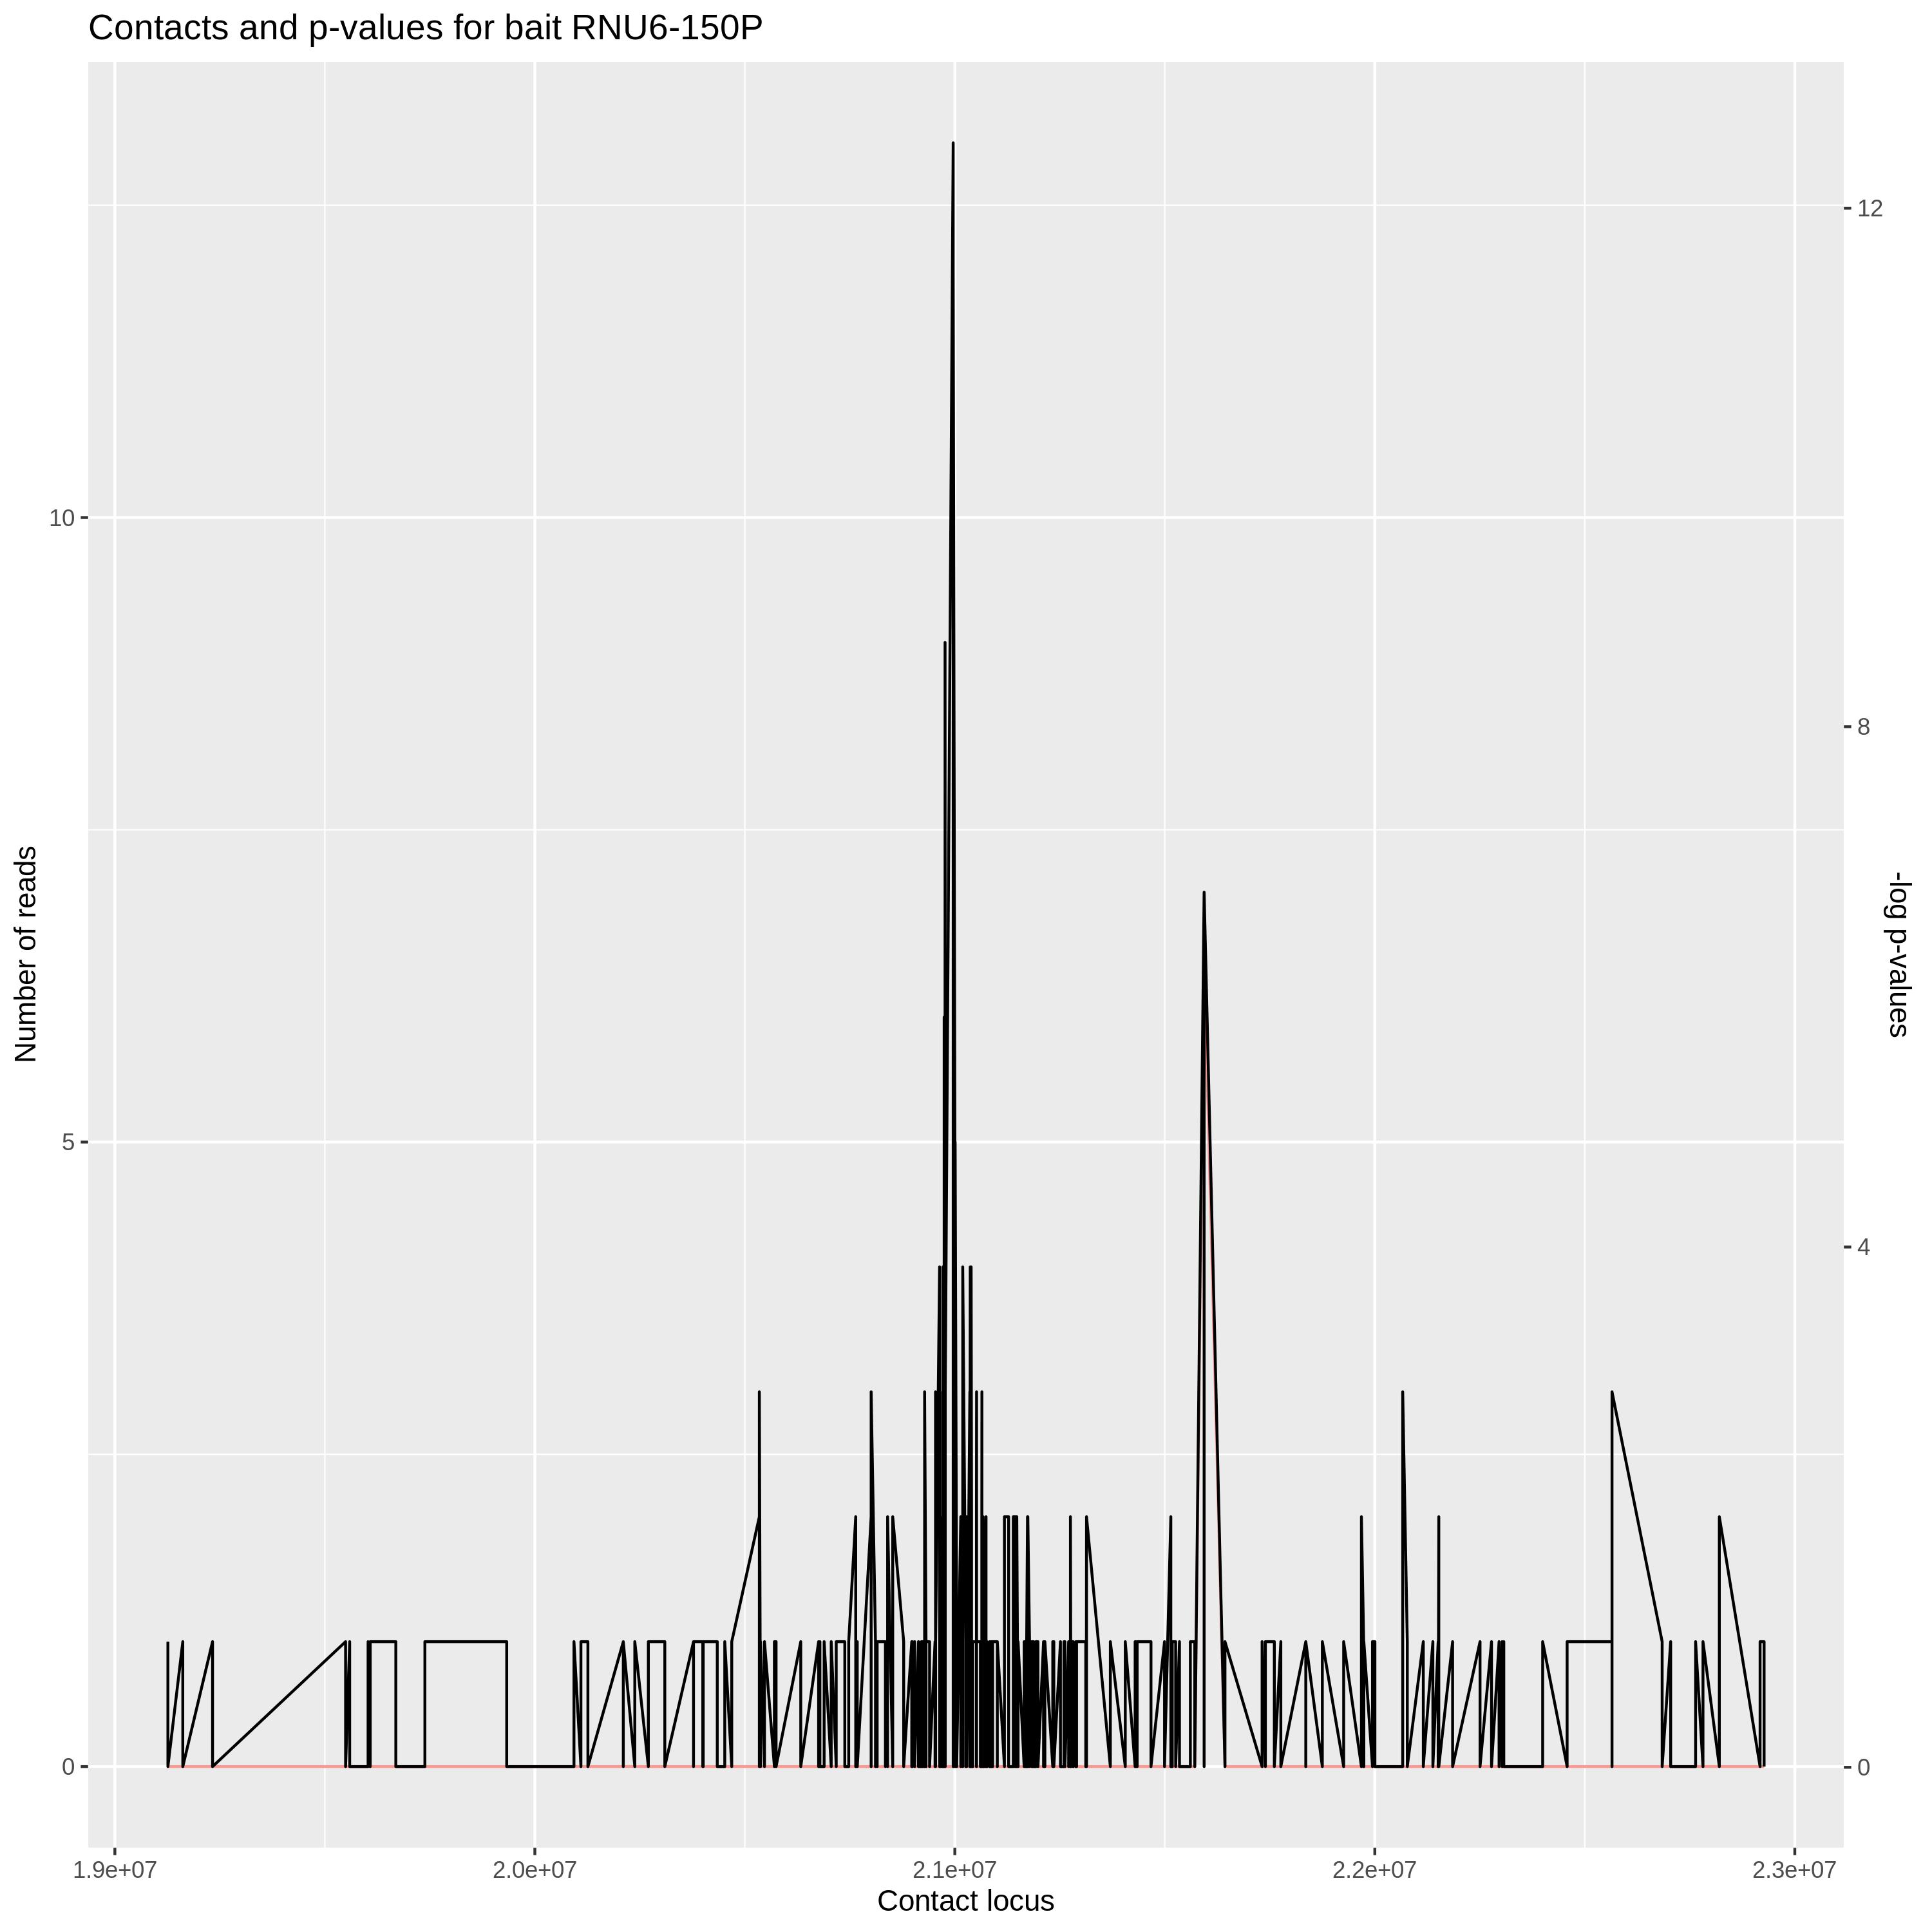 Contacts and p-values for bait RNU6-150P
Number of reads
10
5
0
12
8
4
0
-log p-values
1.9e+07
2.0e+07
2.1e+07
2.2e+07
2.3e+07
Contact locus